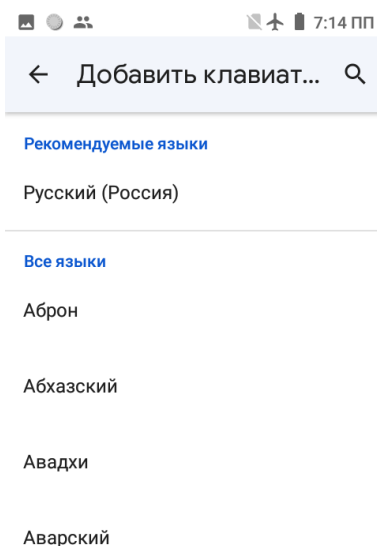 7:14 ПП
Добавить клавиат...
Рекомендуемые языки
Русский (Россия)
Все языки
Аброн
Абхазский
Авадхи
Аварский